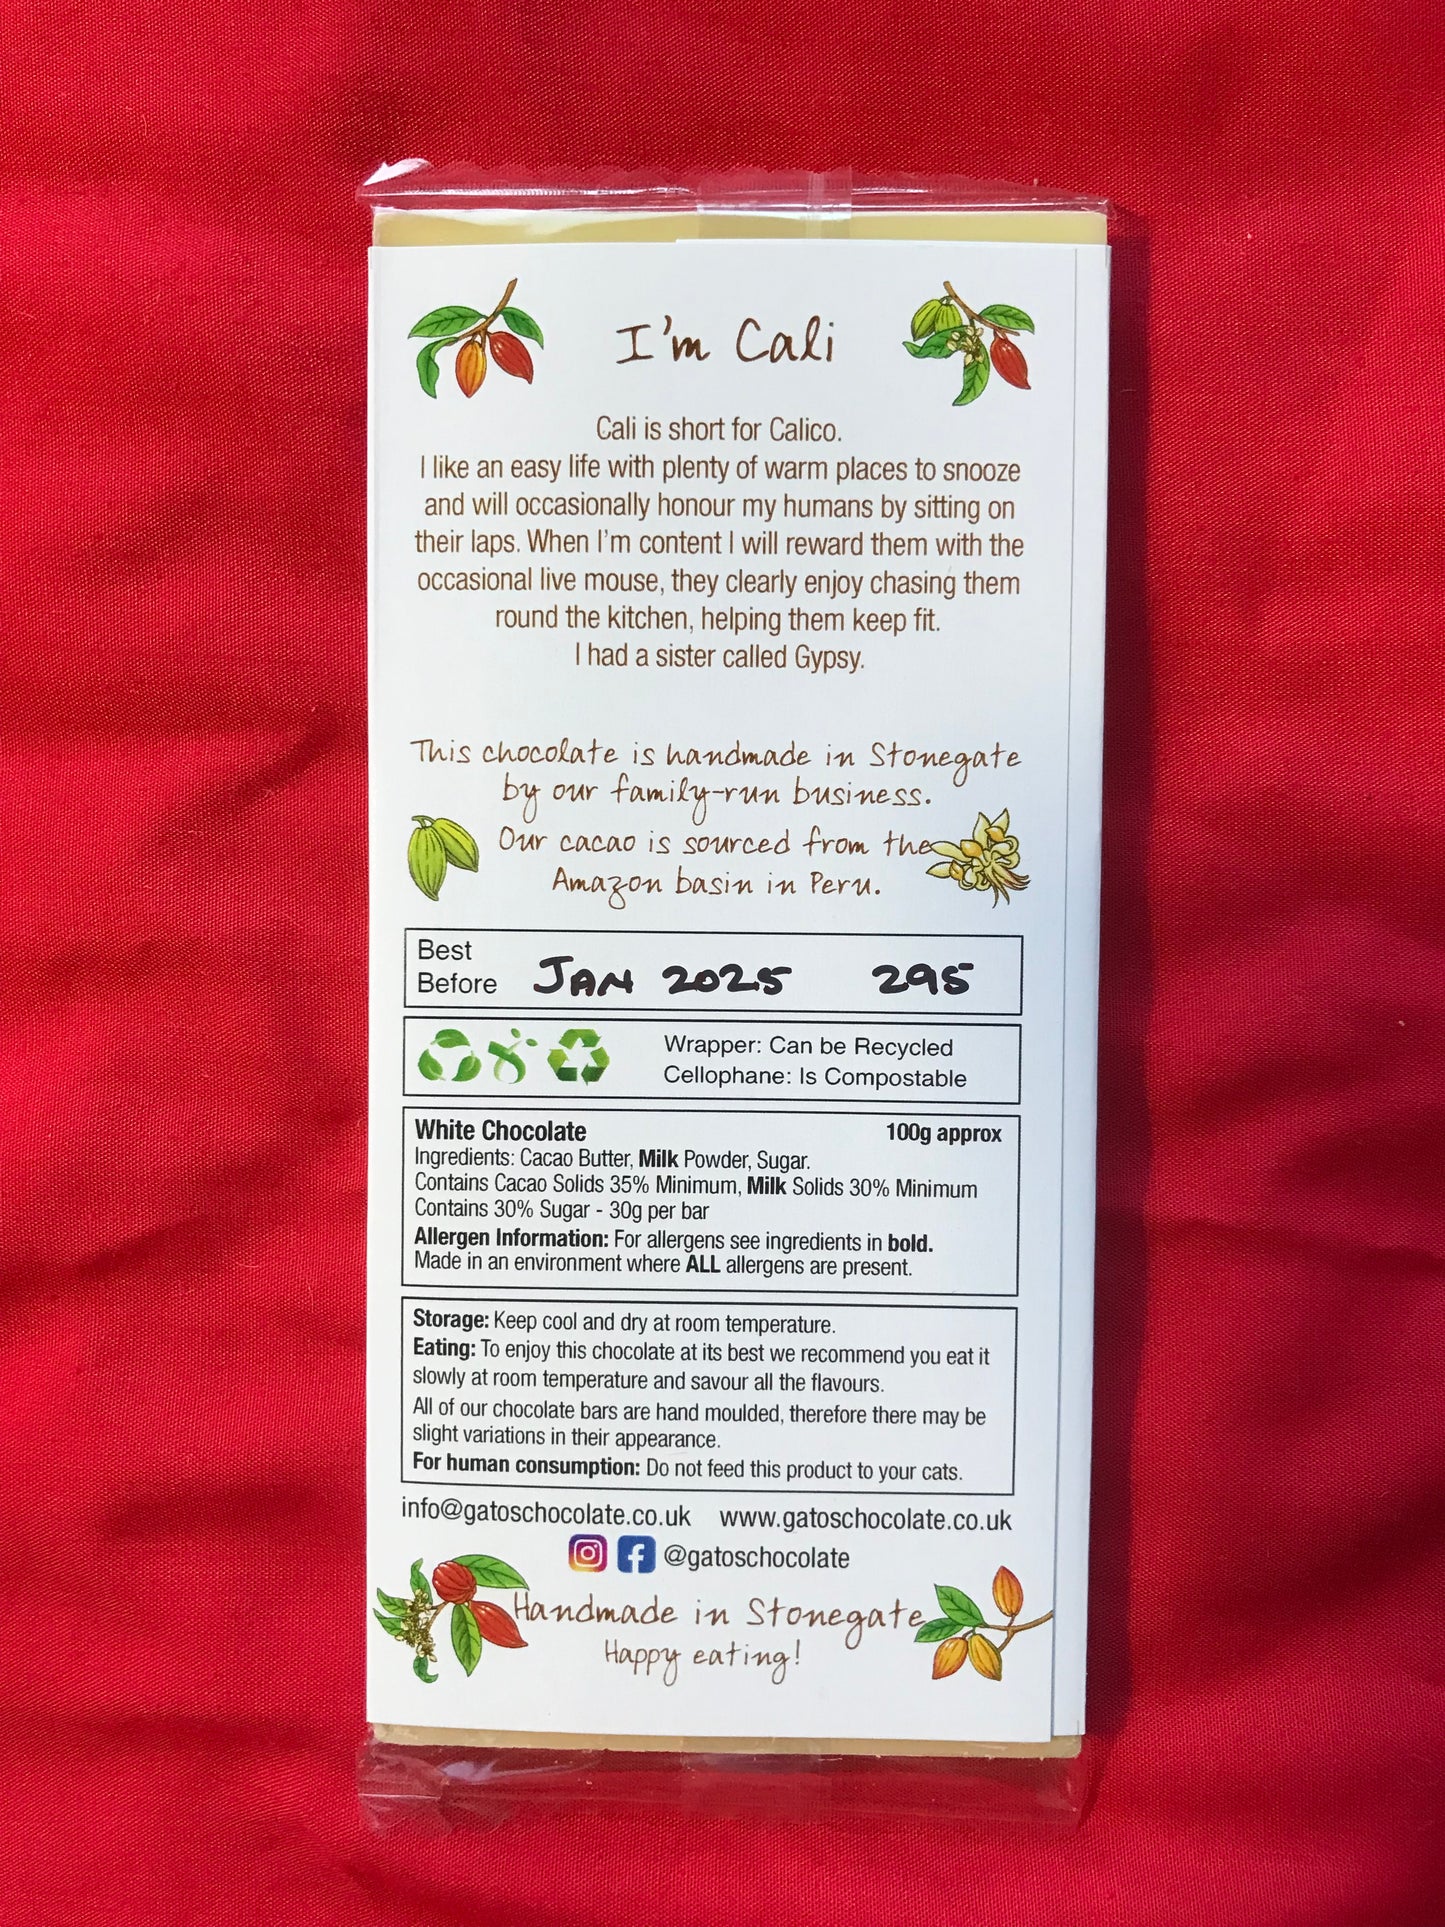 I'm Cali
Cali is short for Calico.
I like an easy life with plenty of warm places to snooze
and will occasionally honour my humans by sitting on
their laps. When I'm content I will reward them with the
occasional live mouse, they clearly enjoy chasing them
round the kitchen, helping them keep fit.
I had a sister called Gypsy.
This chocolate is handmade in Stonegate
by our family-run business.
Our cacao is sourced from the
Amazon basin in Peru.
Best
Before JAN 2025 295
Wrapper: Can be Recycled
Cellophane: Is Compostable
White Chocolate 100g approx
Ingredients: Cacao Butter, Milk Powder, Sugar.
Contains Cacao Solids 35% Minimum, Milk Solids 30% Minimum
Contains 30% Sugar - 30g per bar
Allergen Information: For allergens see ingredients in bold.
Made in an environment where ALL allergens are present.
Storage: Keep cool and dry at room temperature.
Eating: To enjoy this chocolate at its best we recommend you eat it
slowly at room temperature and savour all the flavours.
All of our chocolate bars are hand moulded, therefore there may be
slight variations in their appearance.
For human consumption: Do not feed this product to your cats.
info@gatoschocolate.co.uk www.gatoschocolate.co.uk
@gatoschocolate
Handmade in Stonegate
Happy eating!